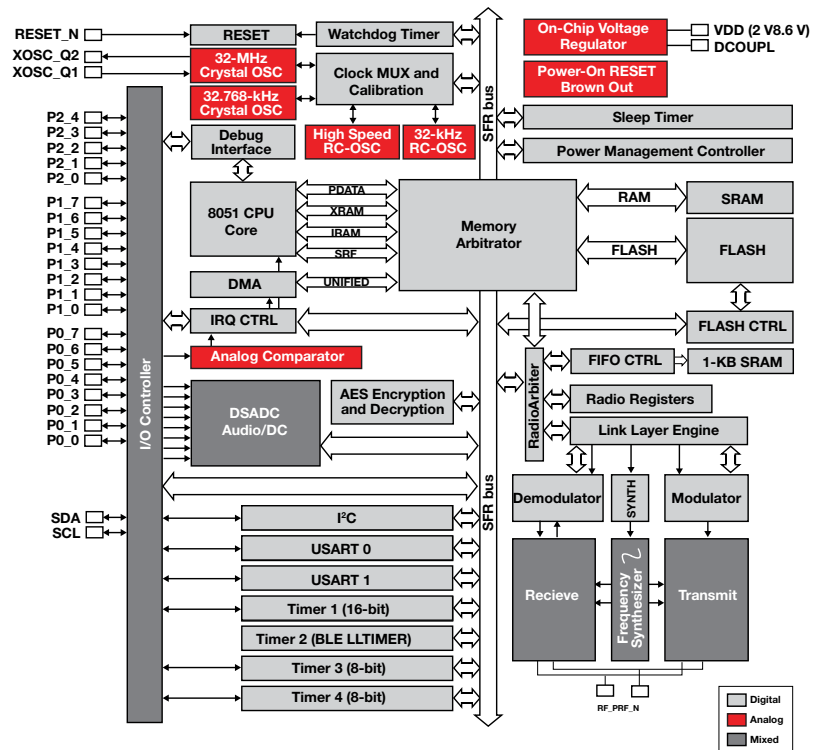 RESET_N
XOSC_Q2
XOSC_Q1
RESET
Watchdog Timer
32-MHz
Crystal OSC
32.768-kHz
Crystal OSC
Clock MUX and
Calibration
High Speed
RC-OSC
32-kHz
RC-OSC
On-Chip Voltage
Regulator
VDD (2 V8.6 V)
DCOUPL
Power-On RESET
Brown Out
SFR bus
Sleep Timer
Power Management Controller
P2_4
P2_3
P2_2
P2_1
P2_0
P1_7
P1_6
P1_5
P1_4
P1_3
P1_2
P1_1
P1_0
P0_7
P0_6
P0_5
P0_4
P0_3
P0_2
P0_1
P0_0
SDA
SCL
I/O Controller
Debug
Interface
8051 CPU
Core
PDATA
XRAM
IRAM
SRF
DMA
UNIFIED
Memory
Arbitrator
RAM
SRAM
FLASH
FLASH
IRQ CTRL
FLASH CTRL
Analog Comparator
RadioArbiter
FIFO CTRL
1-KB SRAM
DSADC
Audio/DC
AES Encryption
and Decryption
Radio Registers
Link Layer Engine
SFR bus
Demodulator
SYNTH
Modulator
I²C
USART 0
USART 1
Timer 1 (16-bit)
Timer 2 (BLE LLTIMER)
Timer 3 (8-bit)
Timer 4 (8-bit)
Recieve
Frequency
Synthesizer
Transmit
RF_PRF_N
Digital
Analog
Mixed